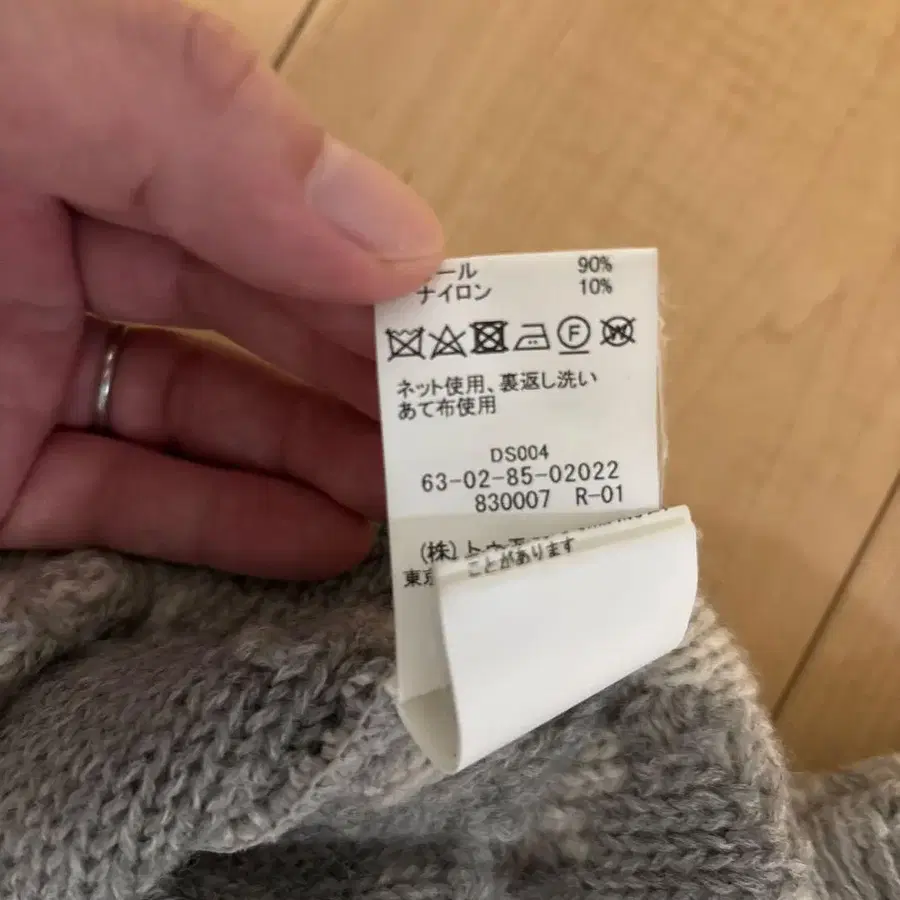 ール 90%
ナイロン 10%
F W
ネット使用、裏返し洗い
あて布使用
DS004
63-02-85-02022
830007 R-01
(株)
東京
ことがあります